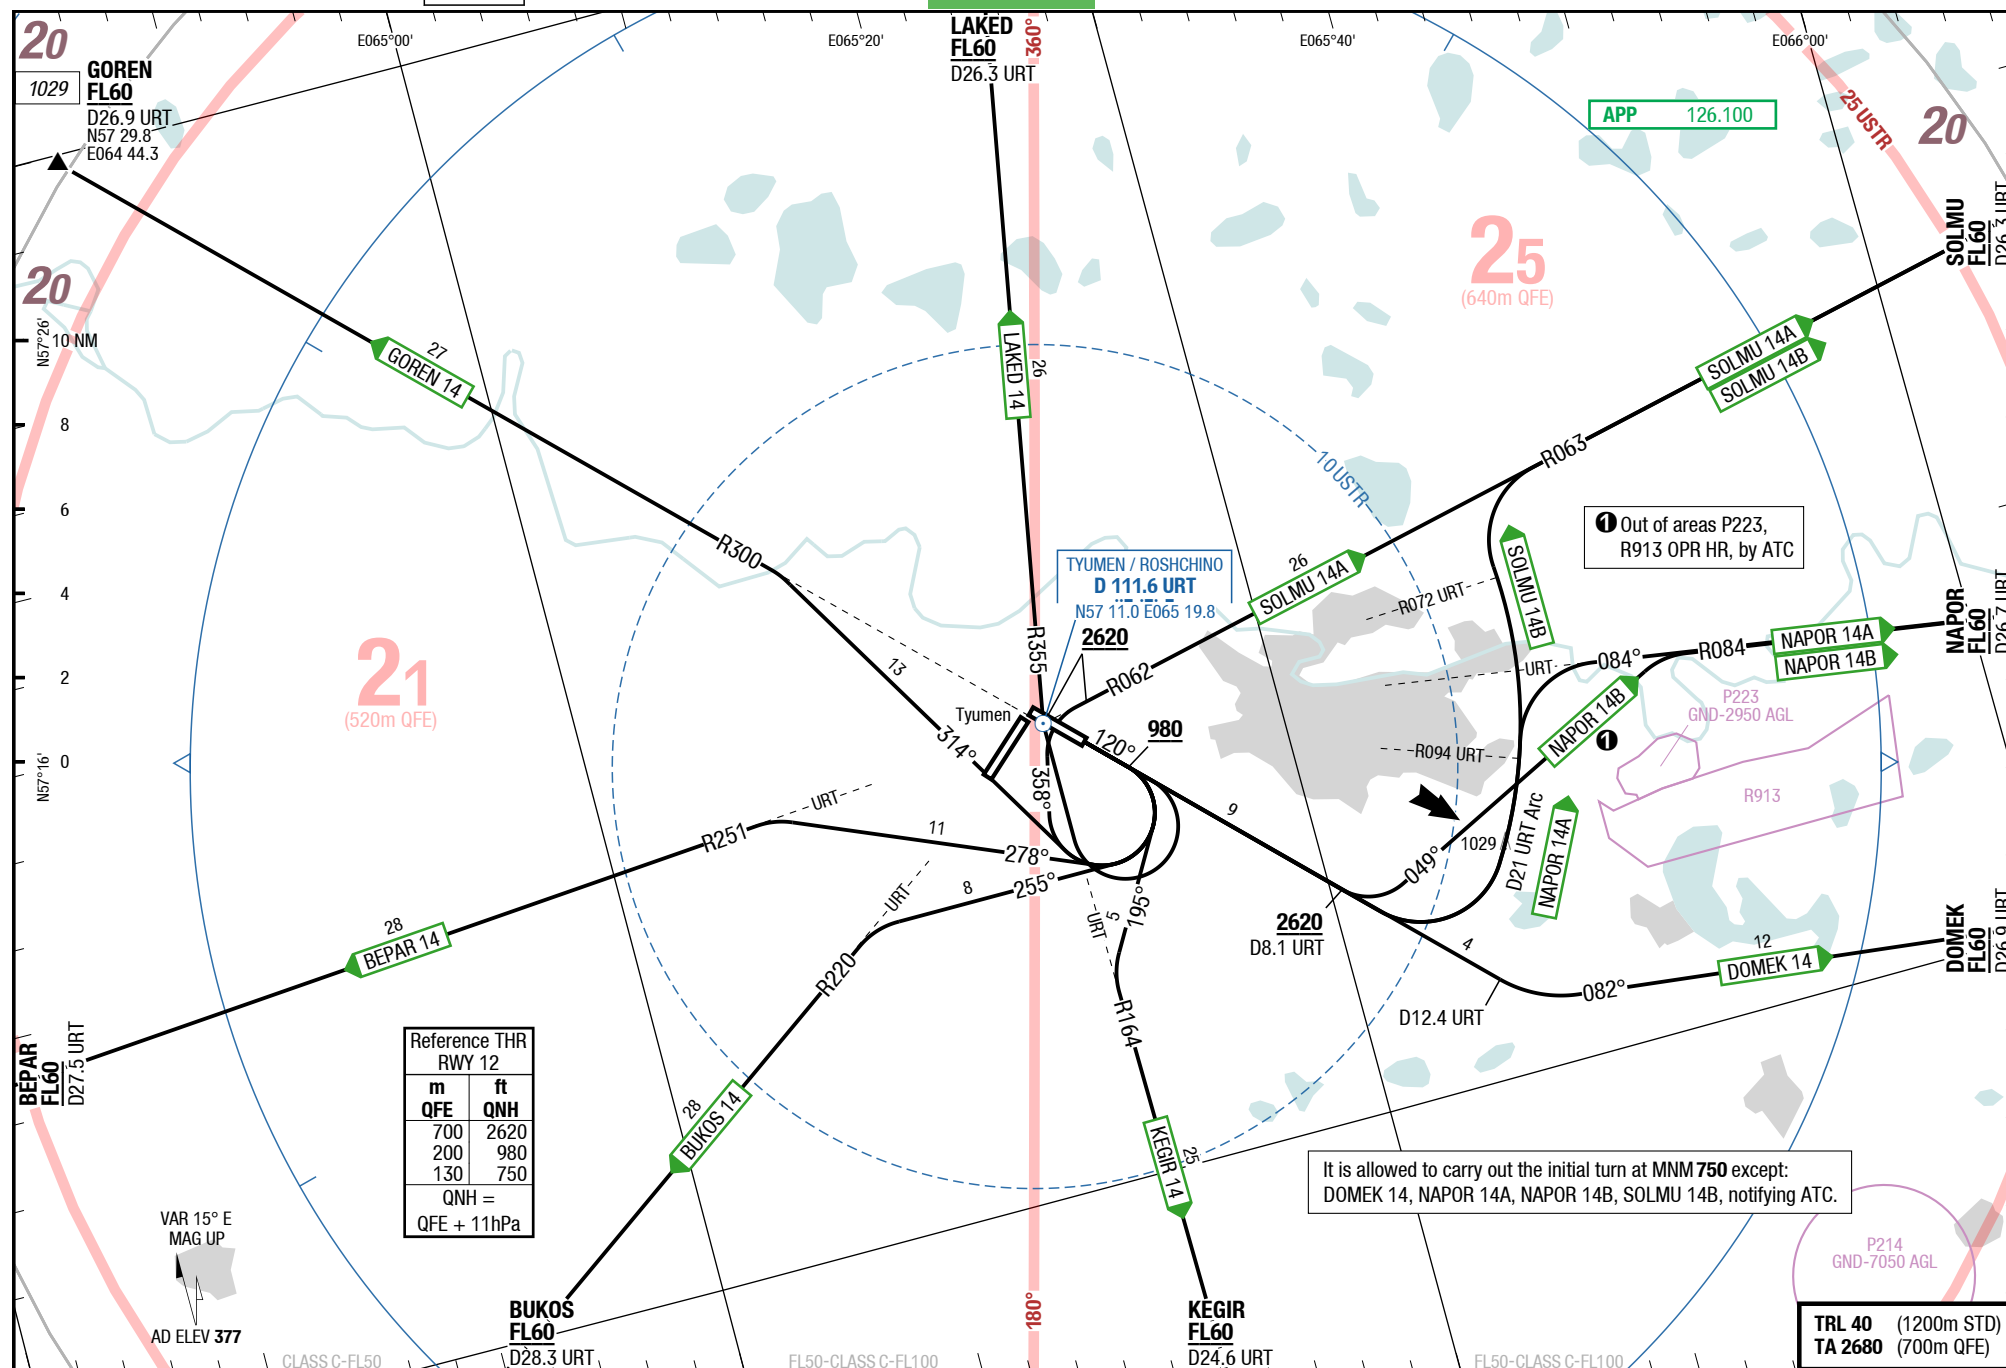 20
1029
GOREN
FL60
D26.9 URT
N57 29.8
E064 44.3
E065°00'
E065°20'
LAKED
FL60
D26.3 URT
360°
E065°40'
E066°00'
APP 126.100
25 USTR
20
20
N57°26'
10 NM
8
6
4
2
0
N57°16'
27
GOREN 14
LAKED 14
26
25
(640m QFE)
SOLMU
FL60
D26.3 URT
SOLMU 14A
SOLMU 14B
R063
10 USTR
R300
1 Out of areas P223,
R913 OPR HR, by ATC
TYUMEN / ROSHCHINO
D 111.6 URT
N57 11.0 E065 19.8
26
SOLMU 14A
R072 URT
SOLMU 14B
NAPOR
FL60
D26.7 URT
21
(520m QFE)
13
R355
2620
R062
URT
084°
R084
NAPOR 14A
NAPOR 14B
P223
GND-2950 AGL
Tyumen
314°
358°
120°
980
R094 URT
NAPOR 14B
1
R913
URT
R251
11
278°
8
255°
9
049°
1029
D21 URT Arc
NAPOR 14A
URT
URT
5
195°
2620
D8.1 URT
4
12
DOMEK 14
DOMEK
FL60
D26.9 URT
28
BEPAR 14
R220
R164
D12.4 URT
082°
BEPAR
FL60
D27.5 URT
Reference THR
RWY 12
m ft
QFE QNH
700 2620
200 980
130 750
QNH =
QFE + 11hPa
28
BUKOS 14
KEGIR 14
25
It is allowed to carry out the initial turn at MNM 750 except:
DOMEK 14, NAPOR 14A, NAPOR 14B, SOLMU 14B, notifying ATC.
VAR 15° E
MAG UP
AD ELEV 377
P214
GND-7050 AGL
180°
BUKOS
FL60
D28.3 URT
KEGIR
FL60
D24.6 URT
TRL 40 (1200m STD)
TA 2680 (700m QFE)
CLASS C-FL50
FL50-CLASS C-FL100
FL50-CLASS C-FL100